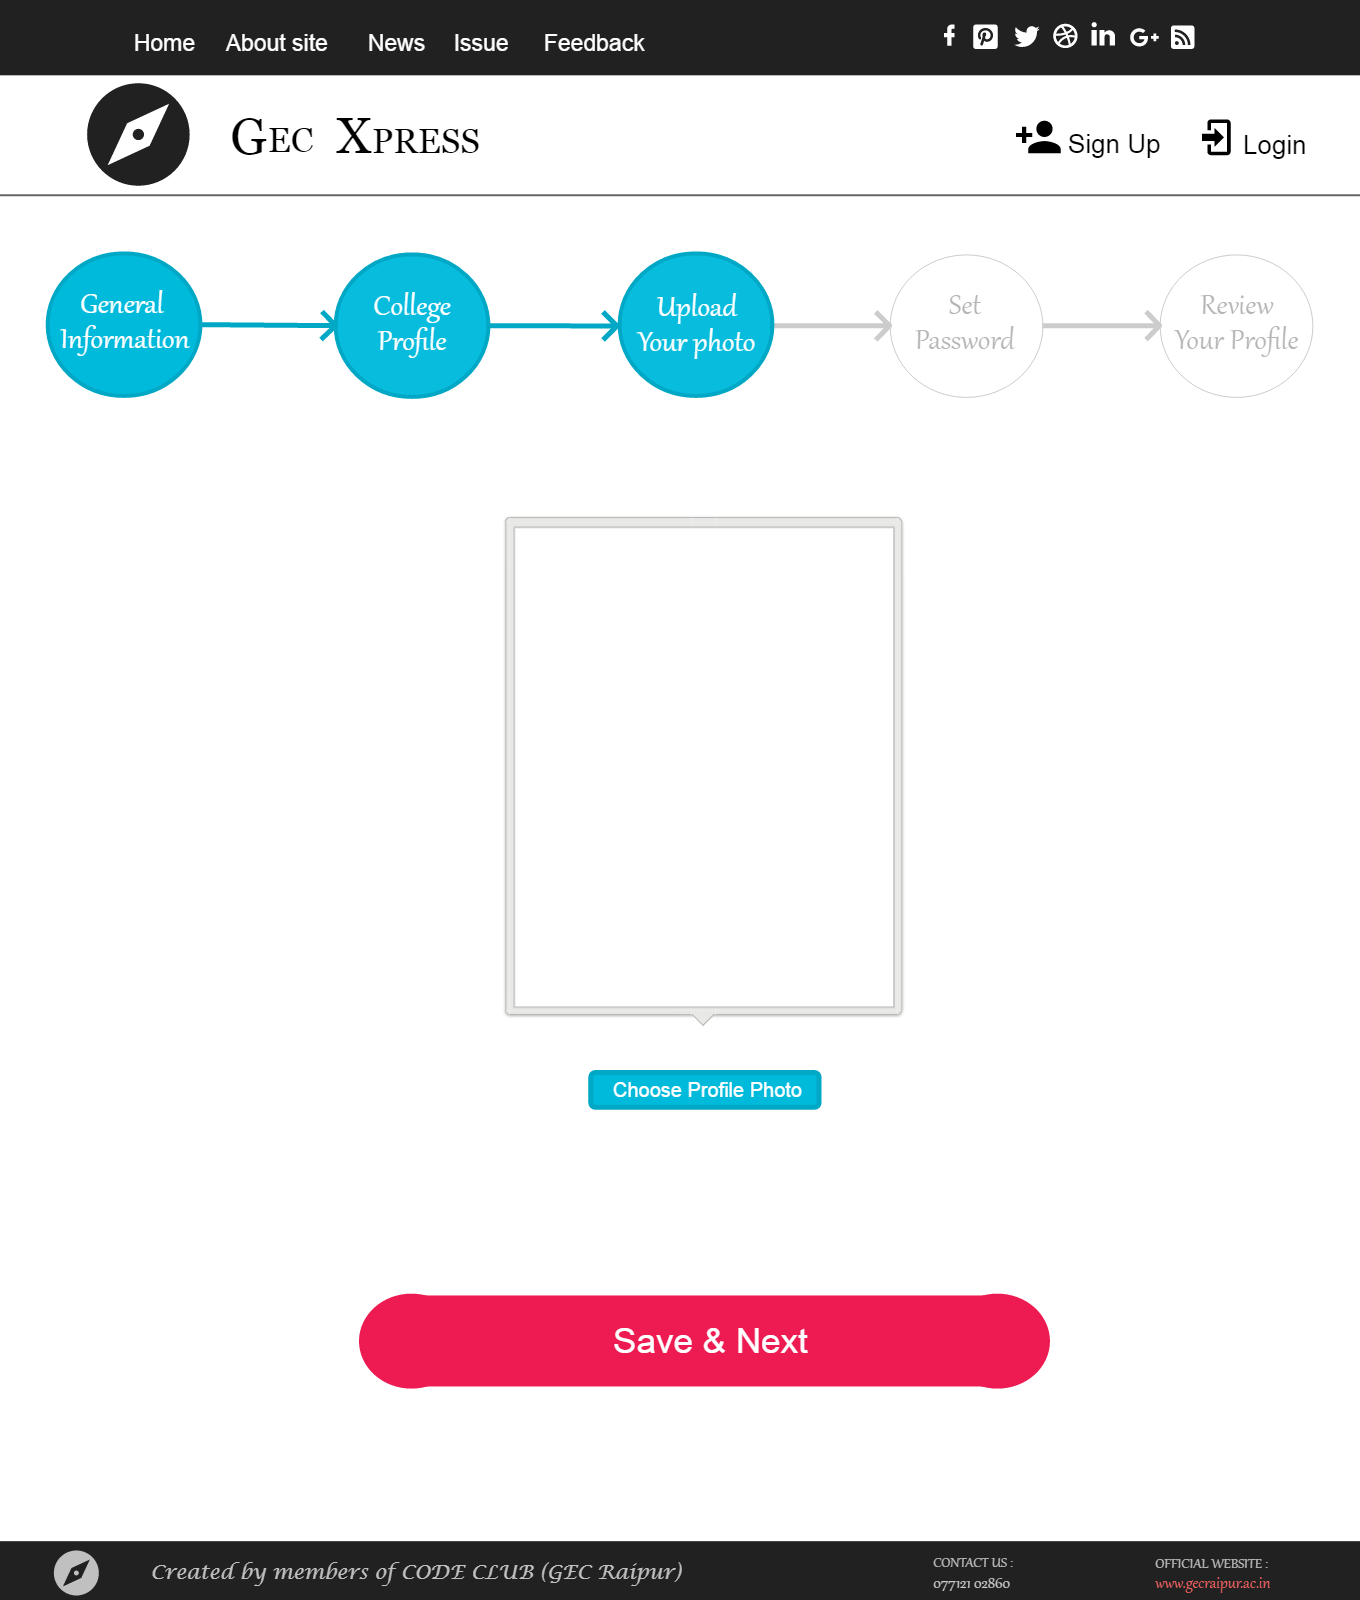 Home About site News Issue Feedback
Gec Xpress
Sign Up Login
General
Information
College
Profile
Upload
Your photo
Set
Password
Review
Your Profile
Choose Profile Photo
Save & Next
Created by members of CODE CLUB (GEC Raipur)
CONTACT US :
077121 02860
OFFICIAL WEBSITE :
www.gecraipur.ac.in